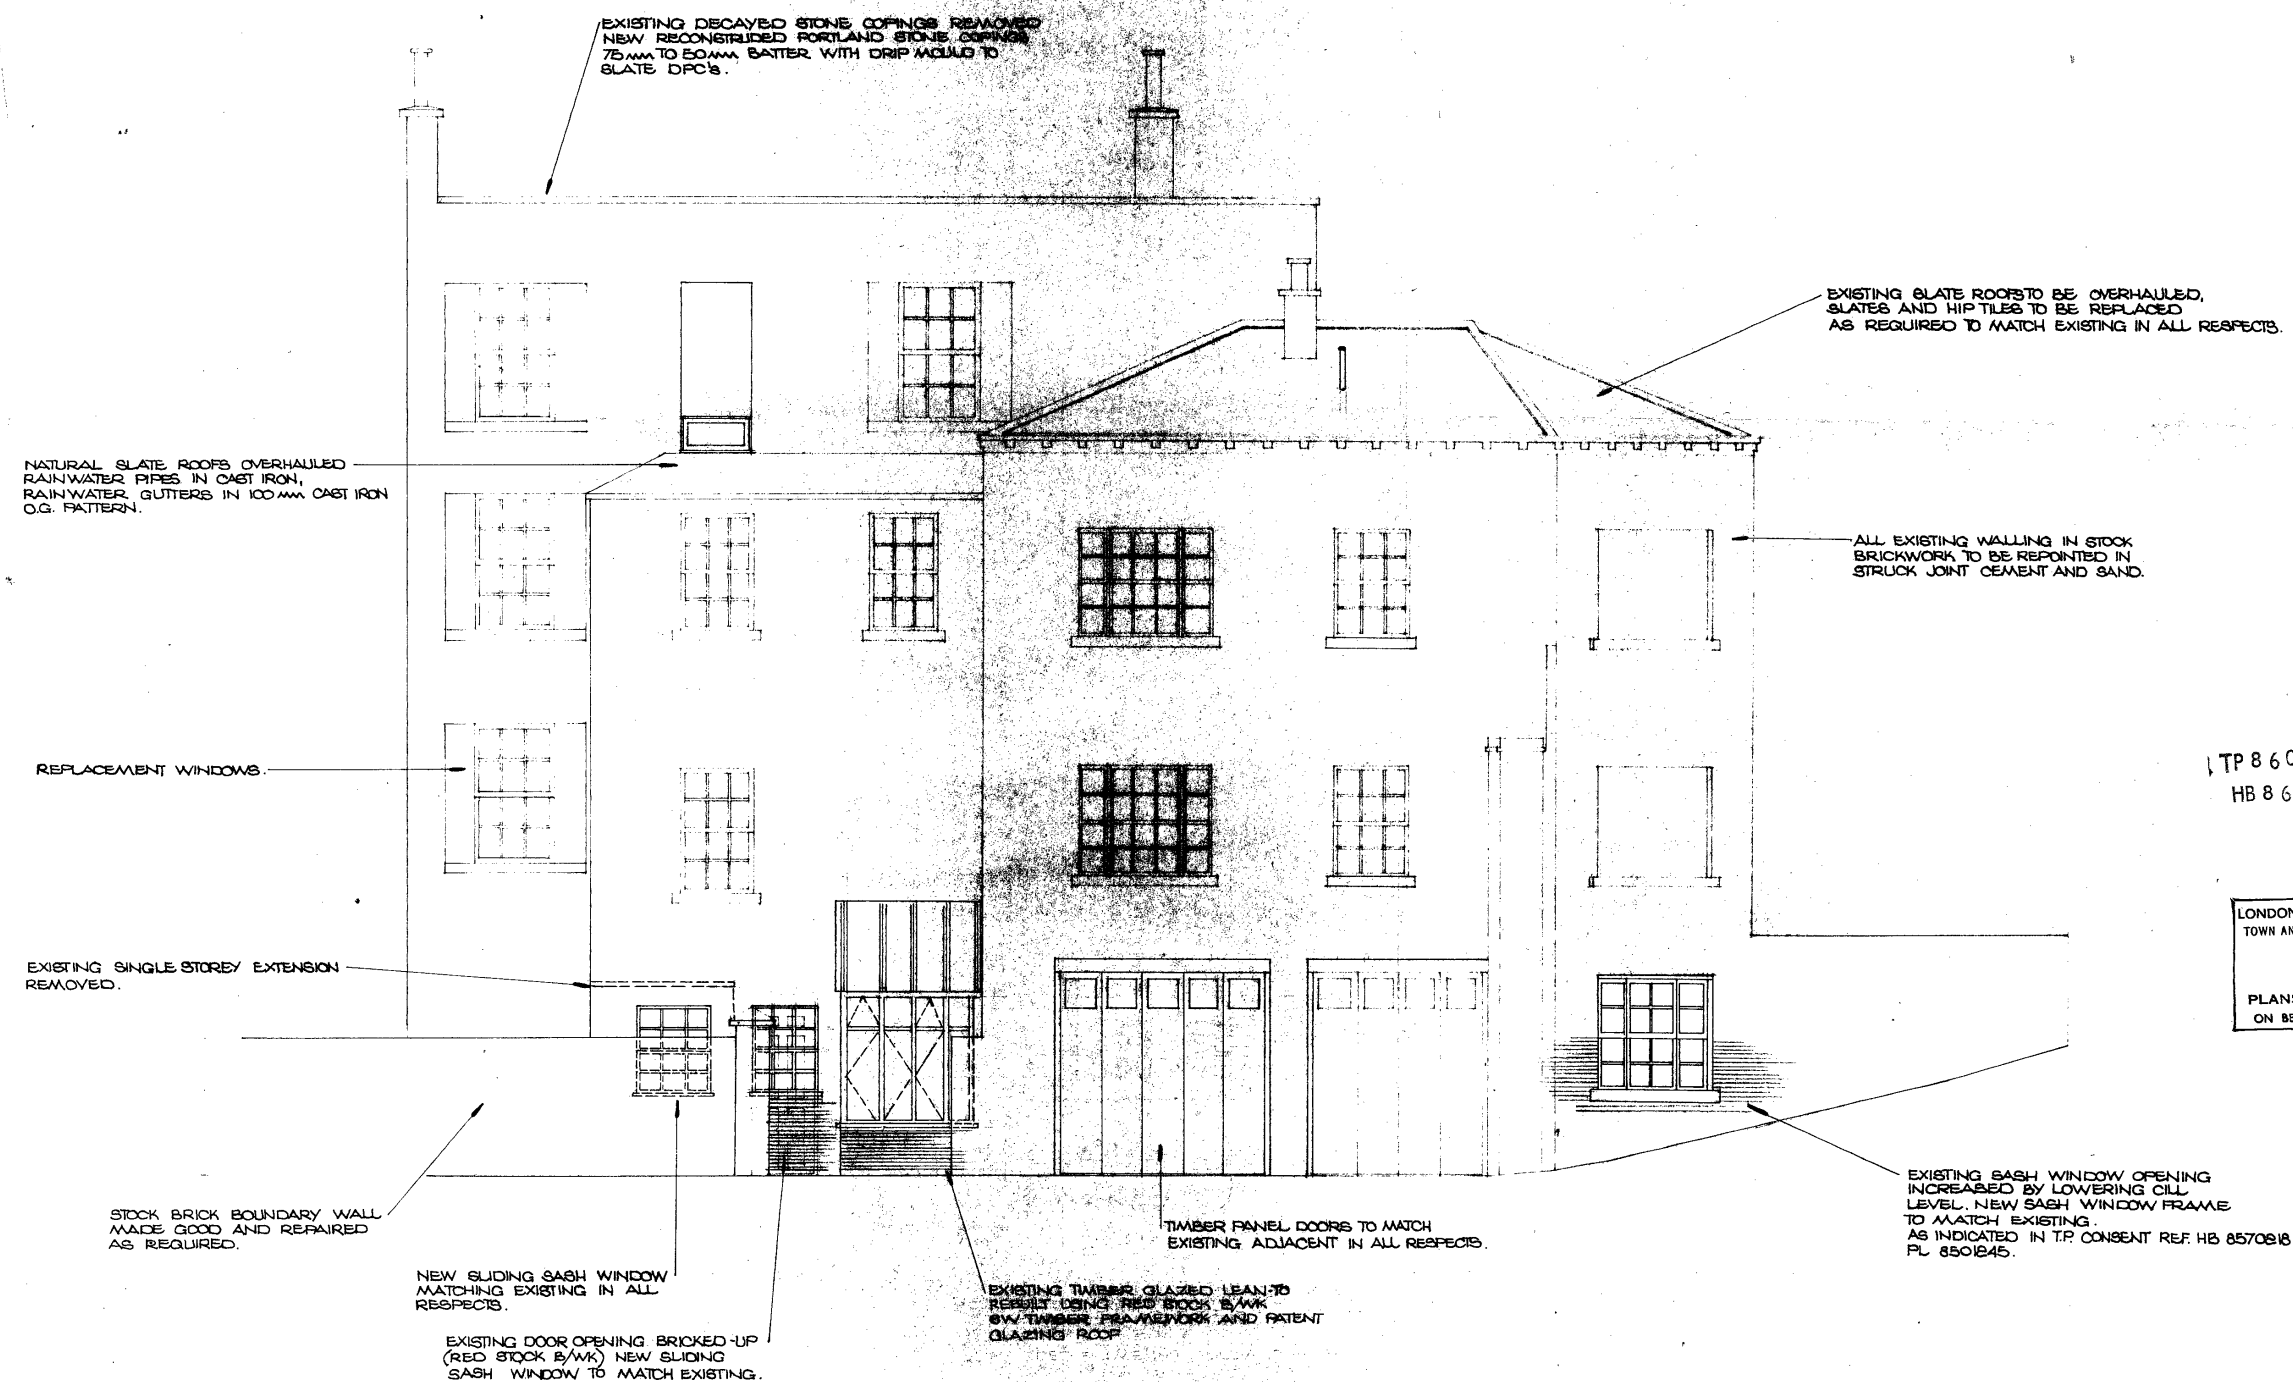 EXISTING DECAYED STONE COPINGS REMOVED
NEW RECONSTRUDED PORTLAND STONE COPINGS
75mm TO 50mm BATTER WITH DRIP MOULD TO
SLATE DPC's.
EXISTING SLATE ROOFS TO BE OVERHAULED,
SLATES AND HIP TILES TO BE REPLACED
AS REQUIRED TO MATCH EXISTING IN ALL RESPECTS.
NATURAL SLATE ROOFS OVERHAULED
RAINWATER PIPES IN CAST IRON,
RAINWATER GUTTERS IN 100mm CAST IRON
O.G. PATTERN.
ALL EXISTING WALLING IN STOCK
BRICKWORK TO BE REPOINTED IN
STRUCK JOINT CEMENT AND SAND.
REPLACEMENT WINDOWS.
TP 860
HB 86
LONDON
TOWN AN
PLANS
ON BE
EXISTING SINGLE STOREY EXTENSION
REMOVED.
STOCK BRICK BOUNDARY WALL
MADE GOOD AND REPAIRED
AS REQUIRED.
NEW SLIDING SASH WINDOW
MATCHING EXISTING IN ALL
RESPECTS.
EXISTING DOOR OPENING BRICKED-UP
(RED STOCK B/WK) NEW SLIDING
SASH WINDOW TO MATCH EXISTING.
EXISTING TIMBER GLAZED LEAN-TO
REBUILT USING RED STOCK B/WK
SW TIMBER FRAMEWORK AND PATENT
GLAZING ROOF
TIMBER PANEL DOORS TO MATCH
EXISTING ADJACENT IN ALL RESPECTS.
EXISTING SASH WINDOW OPENING
INCREASED BY LOWERING CILL
LEVEL. NEW SASH WINDOW FRAME
TO MATCH EXISTING.
AS INDICATED IN T.P. CONSENT REF. HB 8570218
PL 8501245.